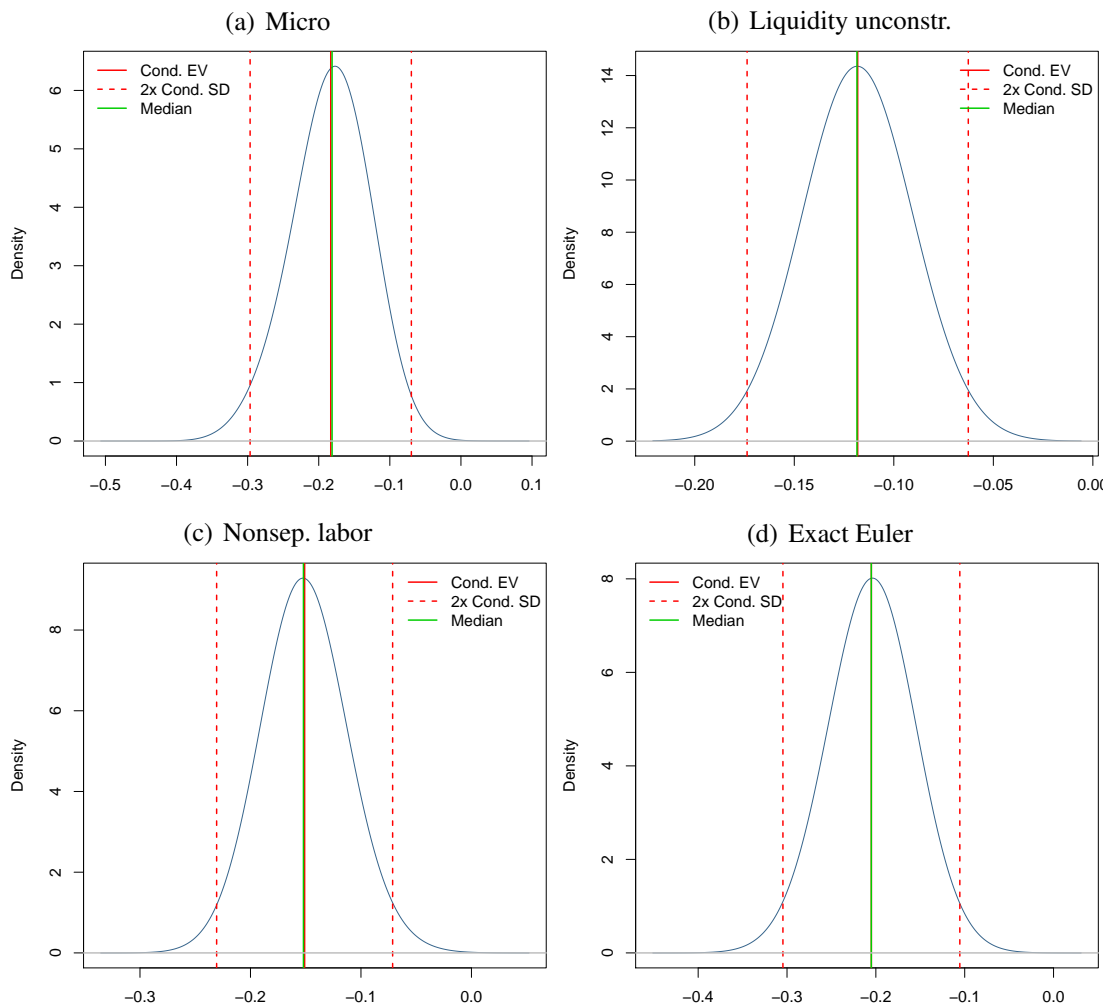 (a) Micro
Cond. EV
2x Cond. SD
Median
Density
0
1
2
3
4
5
6
−0.5
−0.4
−0.3
−0.2
−0.1
0.0
0.1
(b) Liquidity unconstr.
Cond. EV
2x Cond. SD
Median
Density
0
2
4
6
8
10
12
14
−0.20
−0.15
−0.10
−0.05
0.00
(c) Nonsep. labor
Cond. EV
2x Cond. SD
Median
Density
0
2
4
6
8
−0.3
−0.2
−0.1
0.0
(d) Exact Euler
Cond. EV
2x Cond. SD
Median
Density
0
2
4
6
8
−0.4
−0.3
−0.2
−0.1
0.0